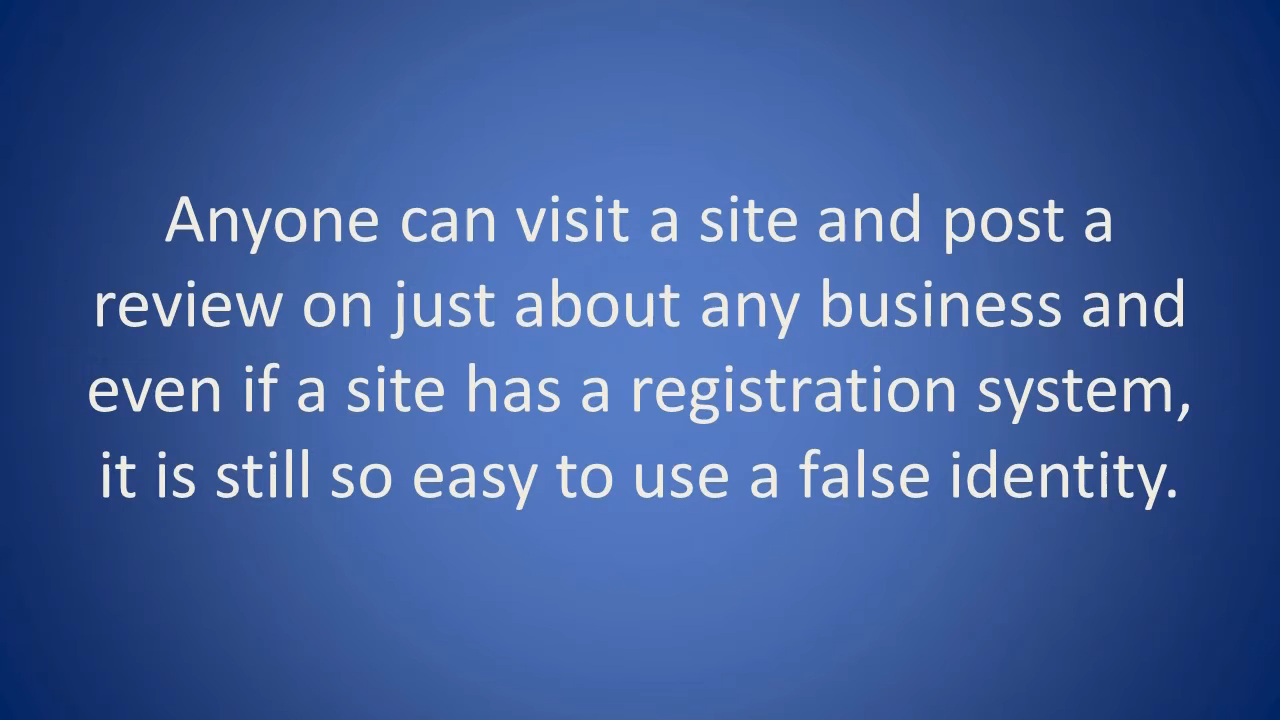 Anyone can visit a site and post a
review on just about any business and
even if a site has a registration system,
it is still so easy to use a false identity.